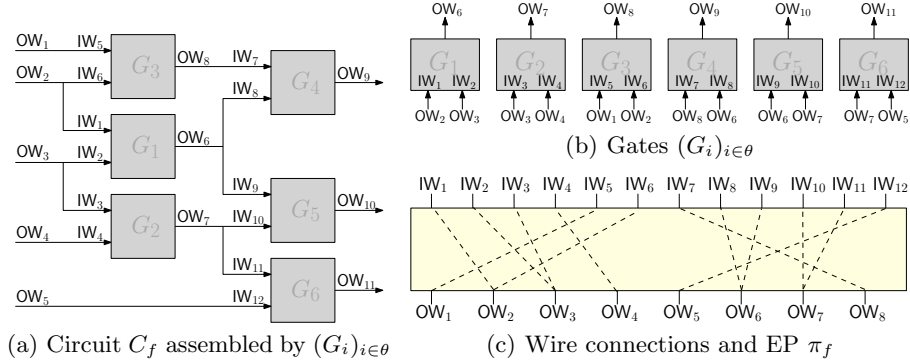 OW₁ IW₅ G₃ OW₈ IW₇ G₄ OW₉
OW₂ IW₆ IW₈
IW₁ G₁ OW₆
OW₃ IW₂
IW₃ G₂ OW₇ IW₉ G₅ OW₁₀
OW₄ IW₄ IW₁₀
IW₁₁ G₆ OW₁₁
OW₅ IW₁₂
(a) Circuit C_f assembled by (G_i)_{i∈θ}
OW₆ OW₇ OW₈ OW₉ OW₁₀ OW₁₁
G₁ G₂ G₃ G₄ G₅ G₆
IW₁ IW₂ IW₃ IW₄ IW₅ IW₆ IW₇ IW₈ IW₉ IW₁₀ IW₁₁ IW₁₂
OW₂ OW₃ OW₃ OW₄ OW₁ OW₂ OW₈ OW₆ OW₆ OW₇ OW₇ OW₅
(b) Gates (G_i)_{i∈θ}
IW₁ IW₂ IW₃ IW₄ IW₅ IW₆ IW₇ IW₈ IW₉ IW₁₀ IW₁₁ IW₁₂
OW₁ OW₂ OW₃ OW₄ OW₅ OW₆ OW₇ OW₈
(c) Wire connections and EP π_f